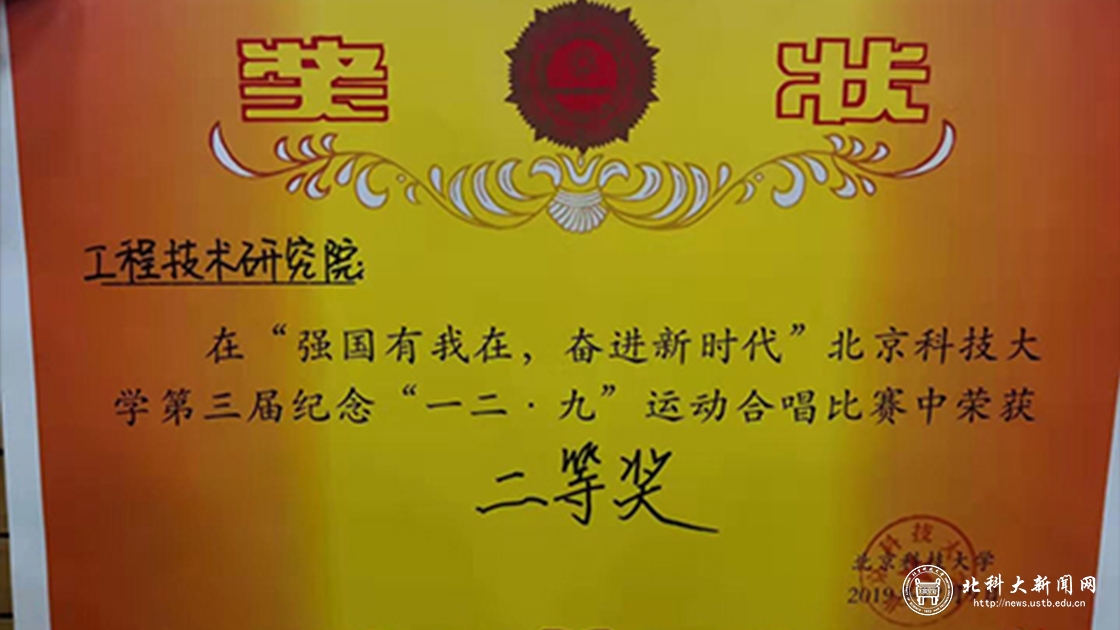 奖状
工程技术研究院:
在“强国有我在，奋进新时代”北京科技大
学第三届纪念“一二·九”运动合唱比赛中荣获
二等奖
北京科技大学
2019
北科大新闻网
http://news.ustb.edu.cn